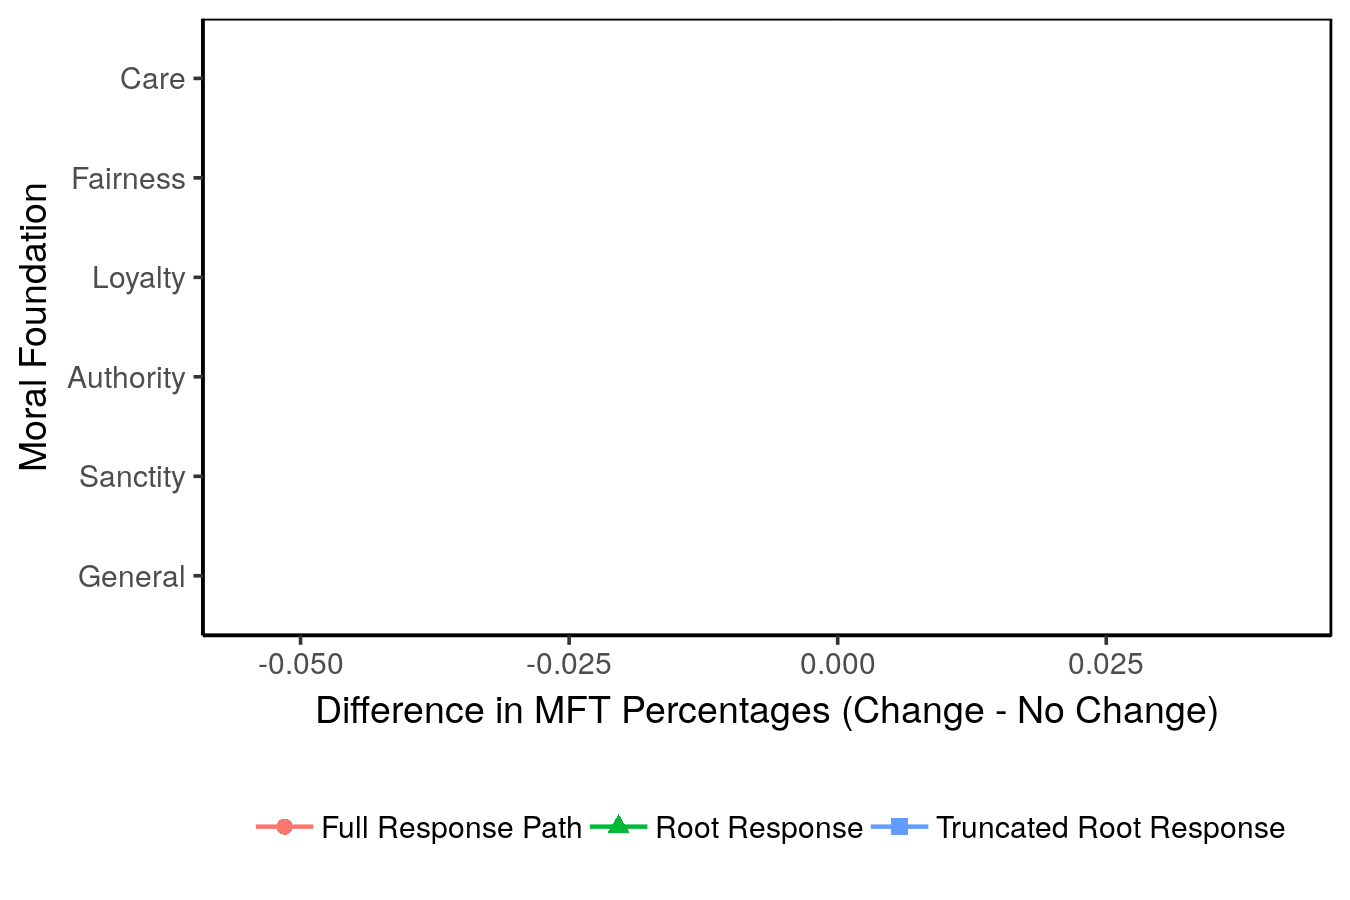 Care
Fairness
Loyalty
Authority
Sanctity
General
Moral Foundation
-0.050 -0.025 0.000 0.025
Difference in MFT Percentages (Change - No Change)
Full Response Path Root Response Truncated Root Response